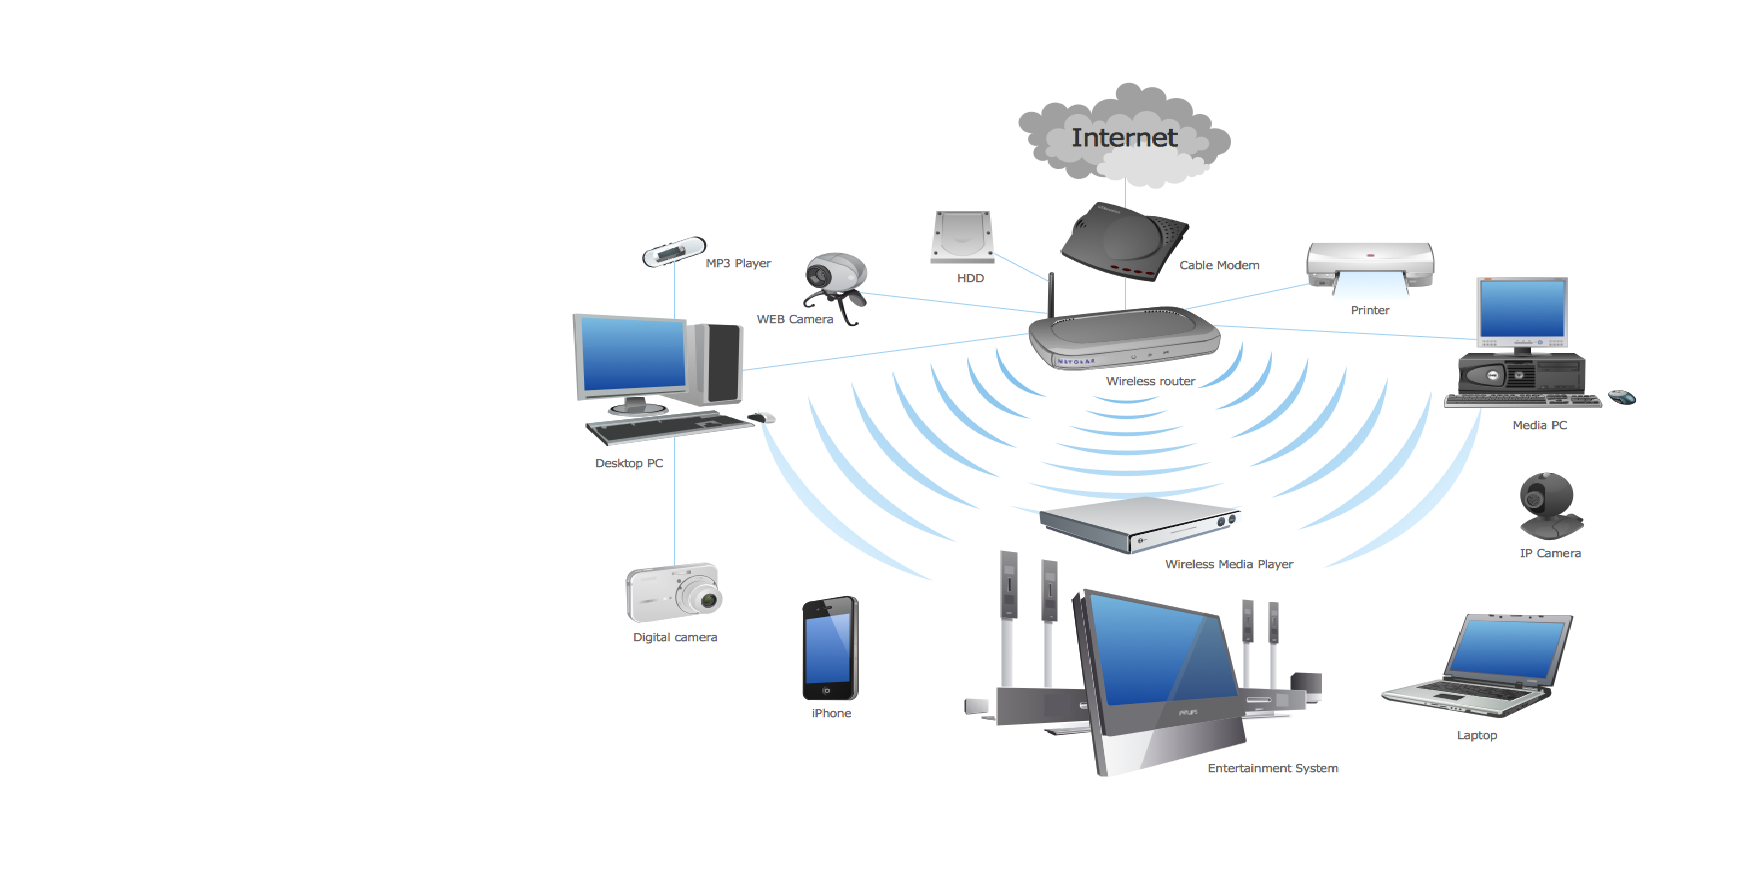 Internet
MP3 Player
HDD
Cable Modem
WEB Camera
Printer
NETGEAR
Wireless router
Media PC
Desktop PC
Wireless Media Player
IP Camera
Digital camera
iPhone
Laptop
Entertainment System